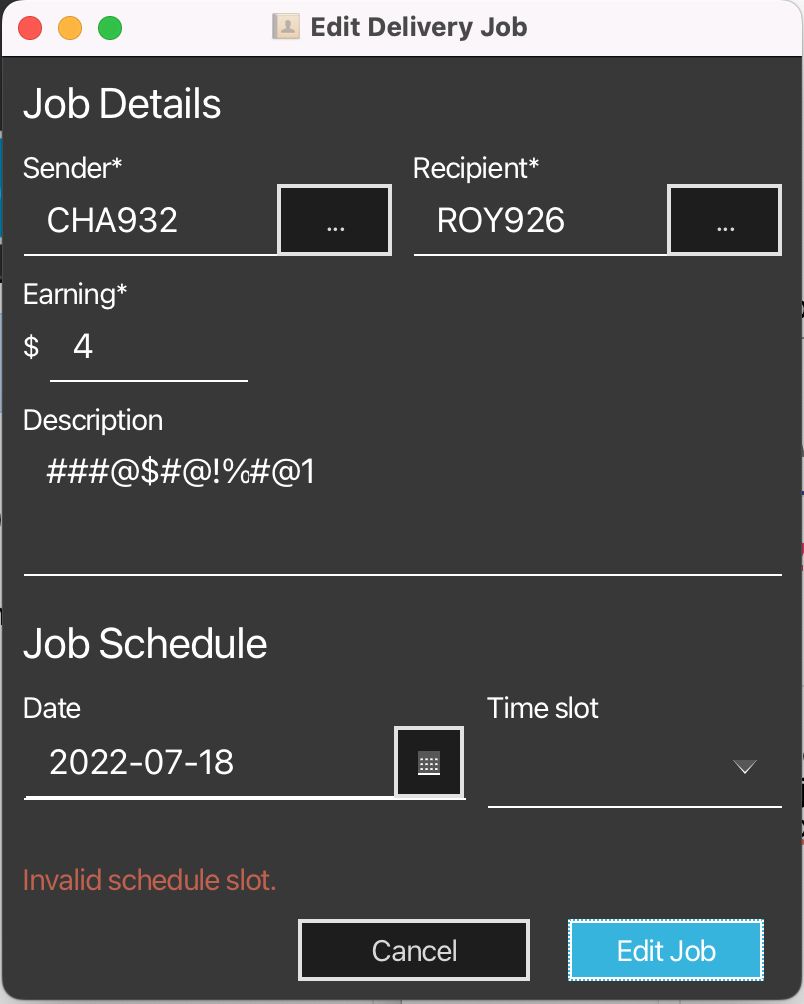 Edit Delivery Job
Job Details
Sender* Recipient*
CHA932 ... ROY926 ...
Earning*
$ 4
Description
###@$#@!%#@1
Job Schedule
Date Time slot
2022-07-18
Invalid schedule slot.
Cancel Edit Job